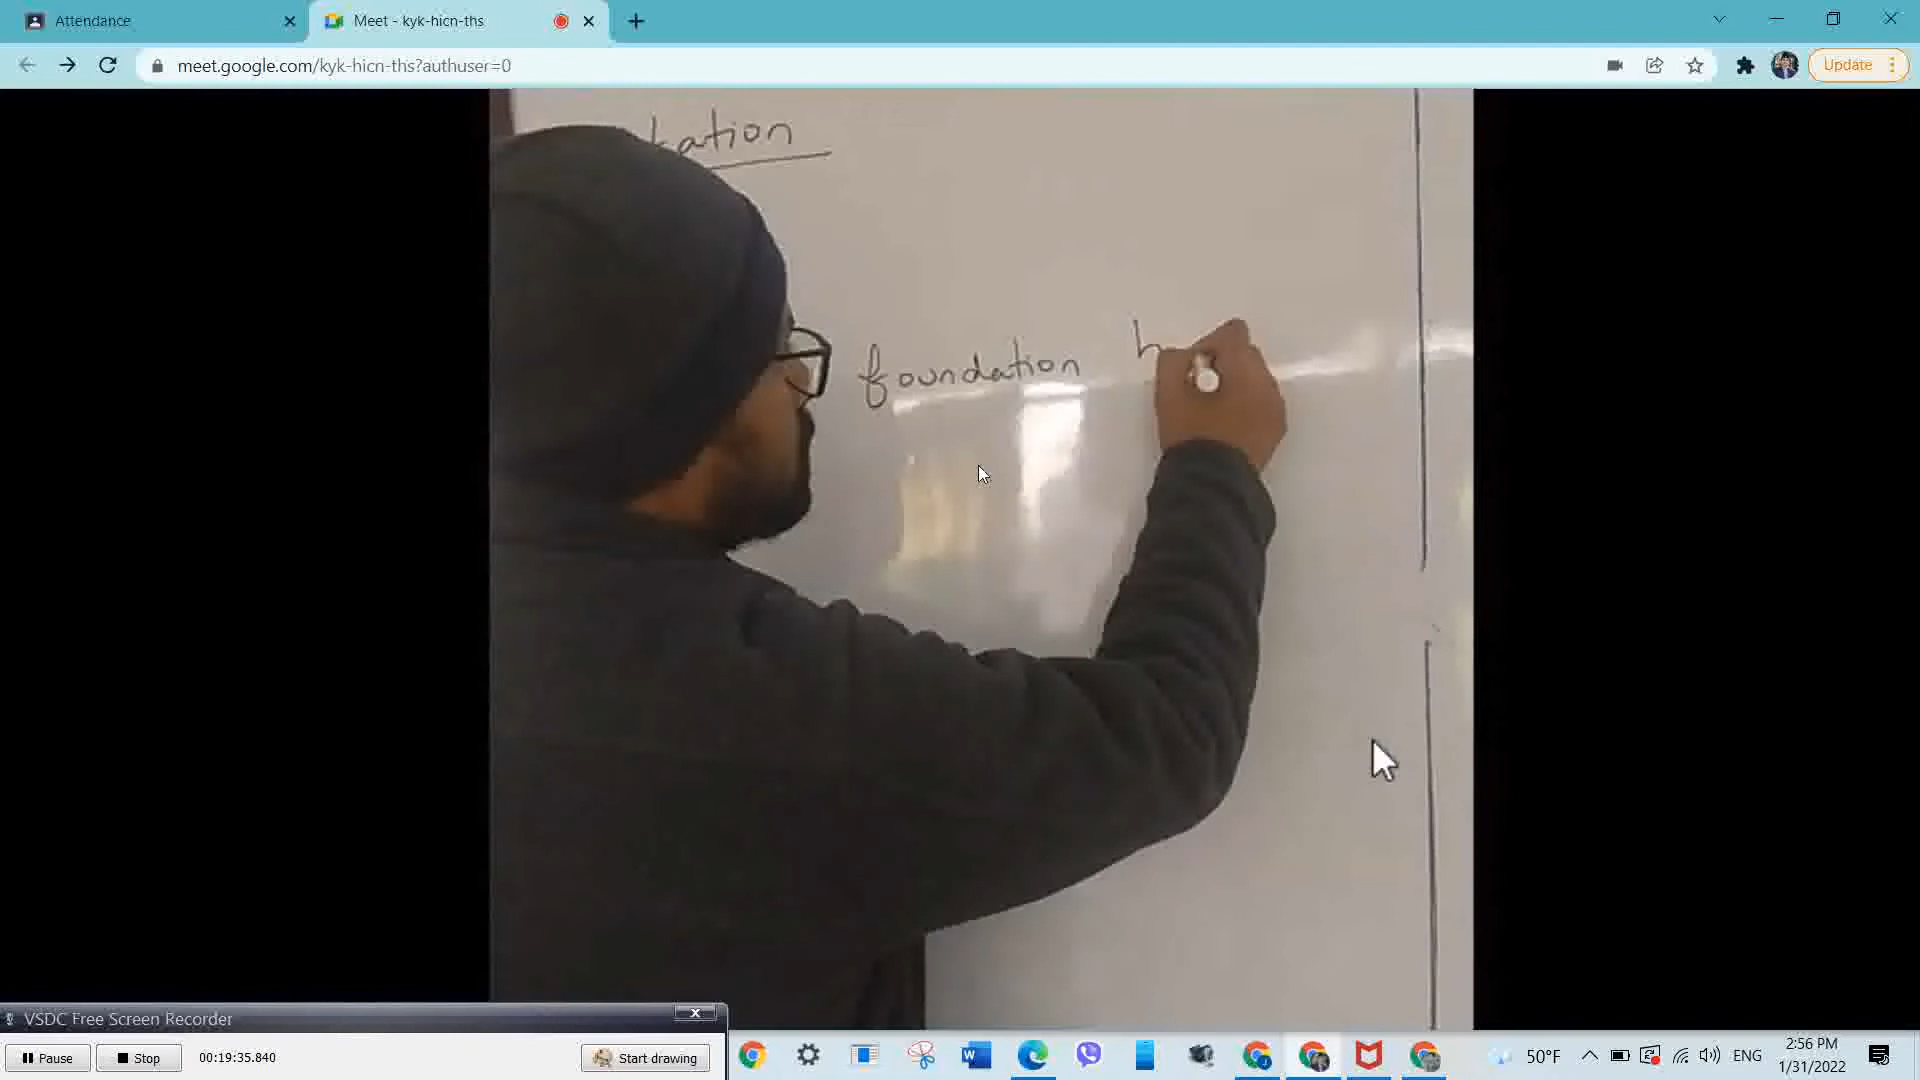 Attendance
Meet - kyk-hicn-ths
meet.google.com/kyk-hicn-ths?authuser=0
Update
foundation
VSDC Free Screen Recorder
Pause
Stop
00:19:35.840
Start drawing
50°F
ENG
2:56 PM
1/31/2022